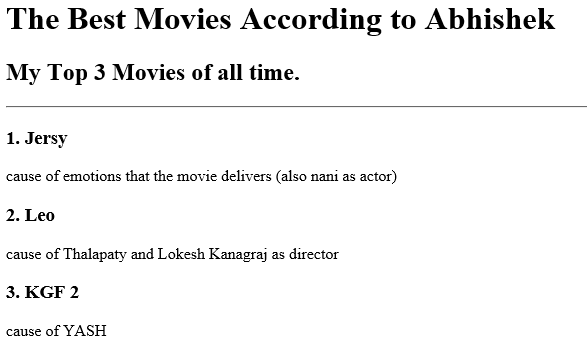 The Best Movies According to Abhishek
My Top 3 Movies of all time.
1. Jersy
cause of emotions that the movie delivers (also nani as actor)
2. Leo
cause of Thalapaty and Lokesh Kanagraj as director
3. KGF 2
cause of YASH